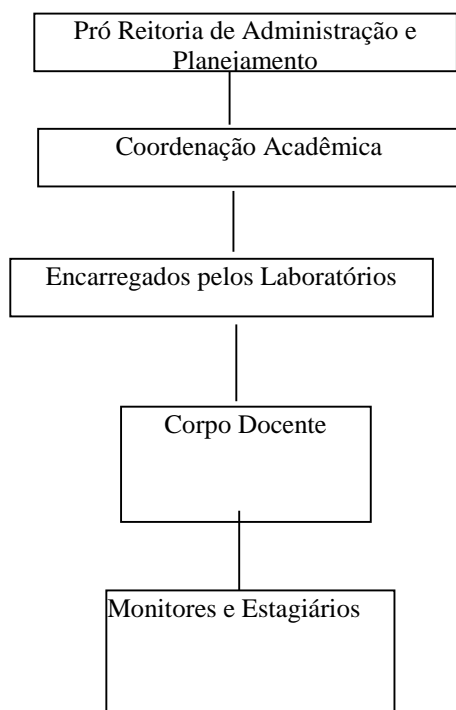 Pró Reitoria de Administração e
Planejamento
Coordenação Acadêmica
Encarregados pelos Laboratórios
Corpo Docente
Monitores e Estagiários